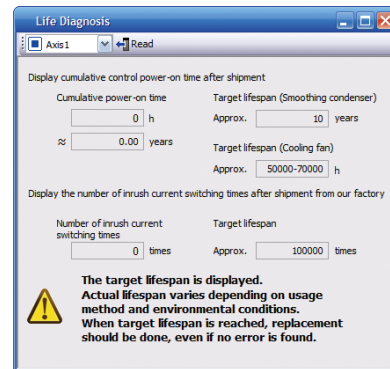 Life Diagnosis
Axis1 Read
Display cumulative control power-on time after shipment
Cumulative power-on time Target lifespan (Smoothing condenser)
0 h Approx. 10 years
≈ 0.00 years Target lifespan (Cooling fan)
Approx. 50000-70000 h
Display the number of inrush current switching times after shipment from our factory
Number of inrush current Target lifespan
switching times
0 times Approx. 100000 times
The target lifespan is displayed.
Actual lifespan varies depending on usage
method and environmental conditions.
When target lifespan is reached, replacement
should be done, even if no error is found.